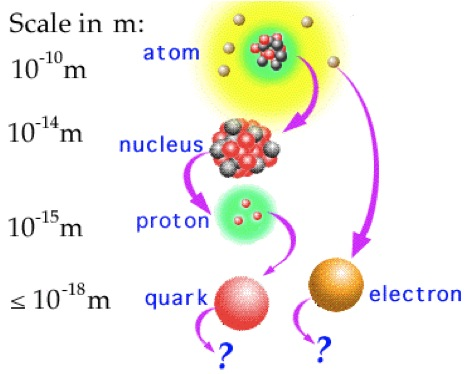 Scale in m:
10⁻¹⁰m
atom
10⁻¹⁴m
nucleus
10⁻¹⁵m
proton
≤ 10⁻¹⁸m
quark
electron
?
?